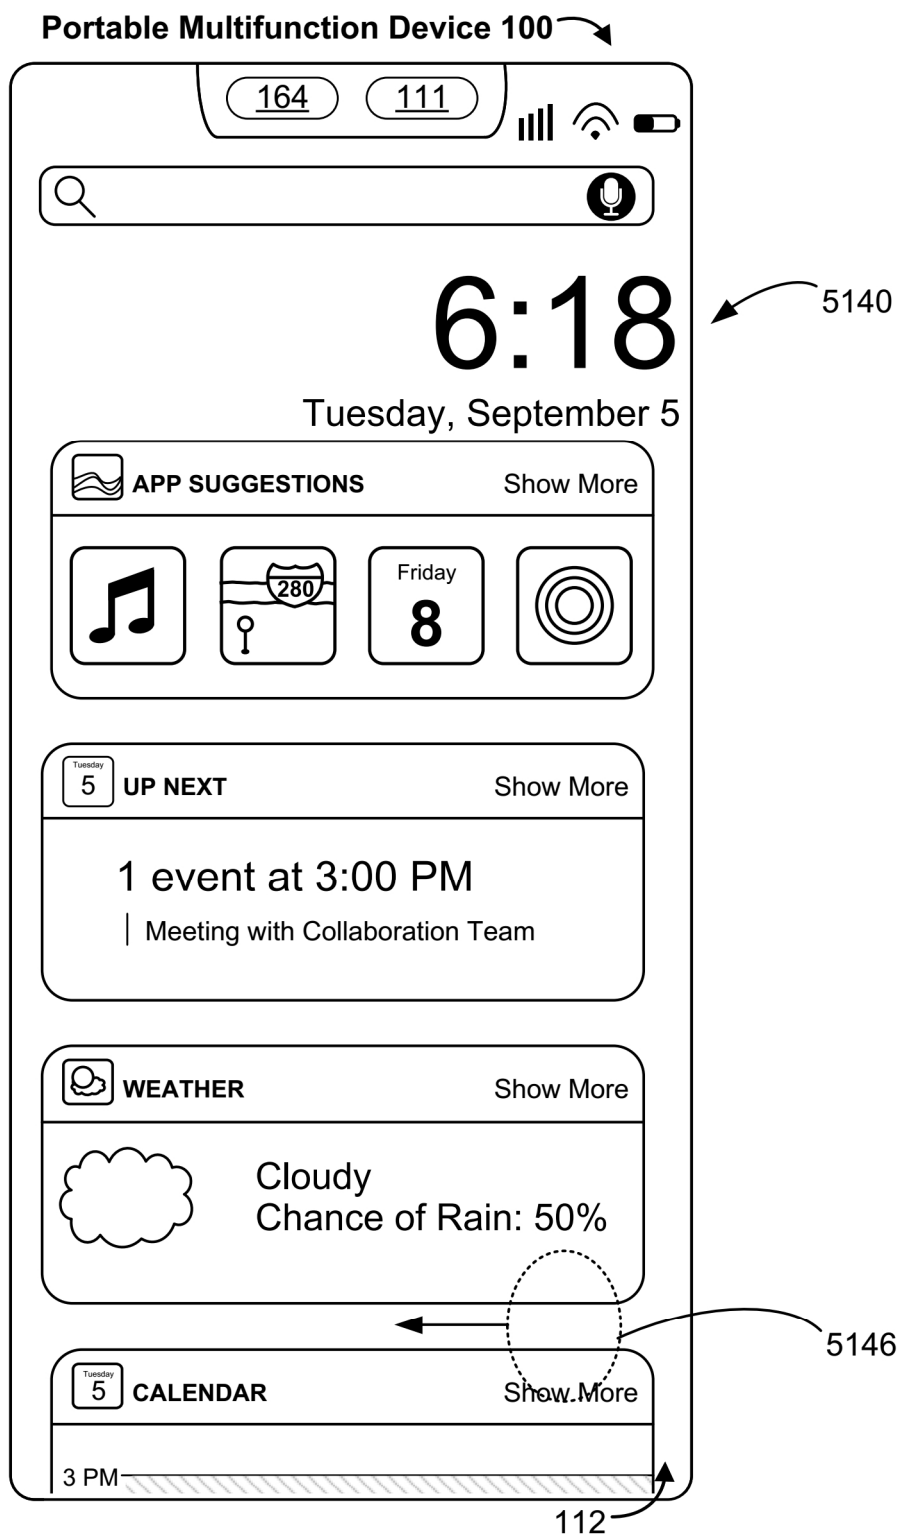 Portable Multifunction Device 100
164 111
6:18
5140
Tuesday, September 5
APP SUGGESTIONS Show More
280
Friday
8
Tuesday
5
UP NEXT Show More
1 event at 3:00 PM
Meeting with Collaboration Team
WEATHER Show More
Cloudy
Chance of Rain: 50%
5146
Tuesday
5
CALENDAR Show More
3 PM
112